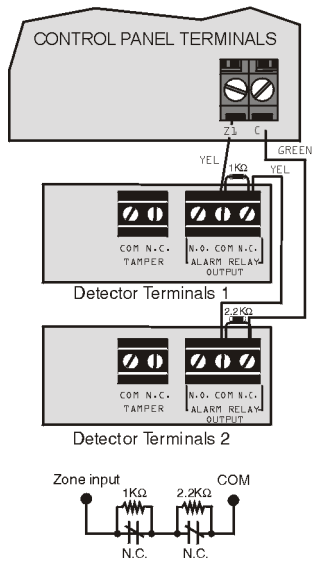 CONTROL PANEL TERMINALS
Z1 C
GREEN
YEL
1KΩ
YEL
COM N.C.
TAMPER
N.O. COM N.C.
ALARM RELAY
OUTPUT
Detector Terminals 1
2.2KΩ
COM N.C.
TAMPER
N.O. COM N.C.
ALARM RELAY
OUTPUT
Detector Terminals 2
Zone input
COM
1KΩ
2.2KΩ
N.C.
N.C.